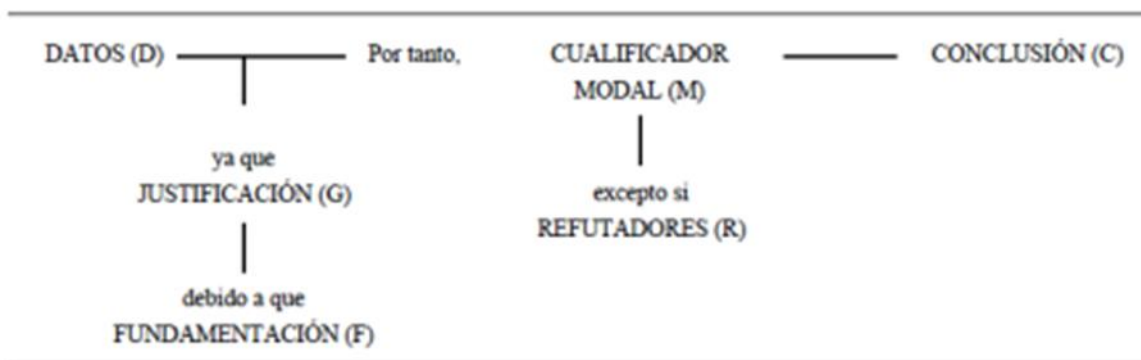 DATOS (D) Por tanto, CUALIFICADOR CONCLUSIÓN (C)
MODAL (M)
ya que
JUSTIFICACIÓN (G)
excepto si
REFUTADORES (R)
debido a que
FUNDAMENTACIÓN (F)